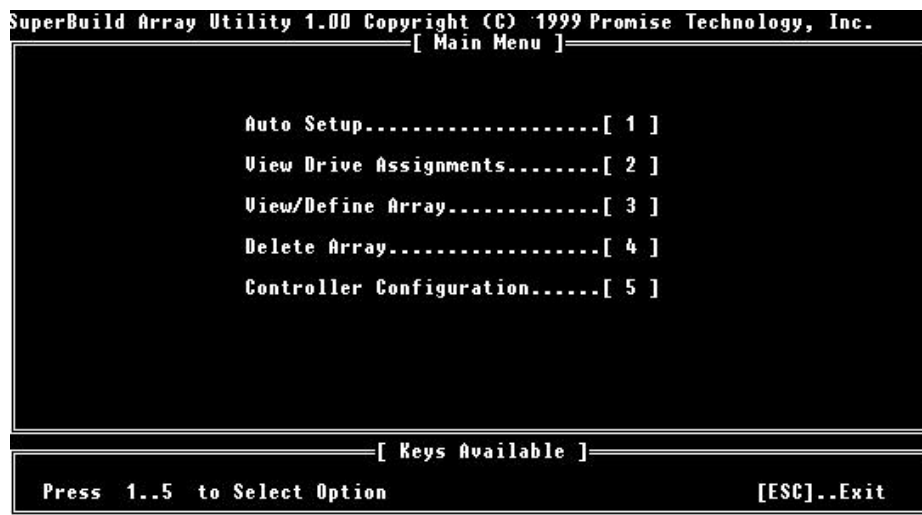 SuperBuild Array Utility 1.00 Copyright (C) 1999 Promise Technology, Inc.
[ Main Menu ]
Auto Setup....................[ 1 ]
View Drive Assignments........[ 2 ]
View/Define Array.............[ 3 ]
Delete Array..................[ 4 ]
Controller Configuration......[ 5 ]
[ Keys Available ]
Press 1..5 to Select Option [ESC]..Exit